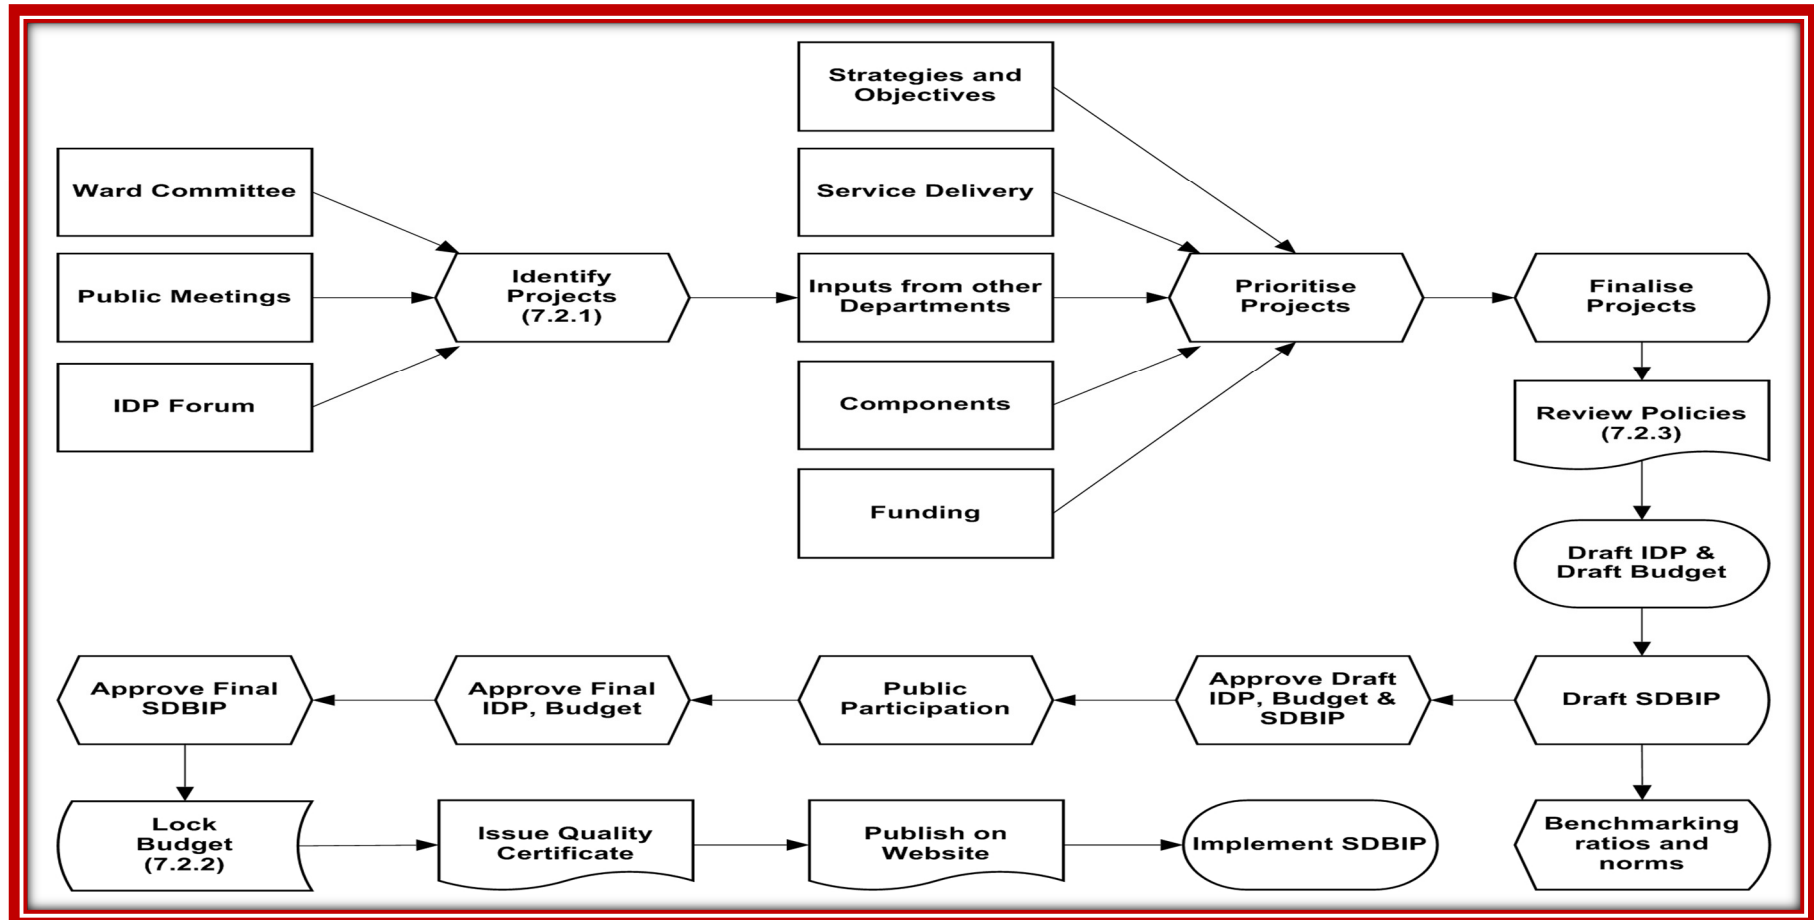 Strategies and
Objectives
Ward Committee
Service Delivery
Public Meetings
Identify
Projects
(7.2.1)
Inputs from other
Departments
Prioritise
Projects
Finalise
Projects
IDP Forum
Components
Review Policies
(7.2.3)
Funding
Draft IDP &
Draft Budget
Approve Final
SDBIP
Approve Final
IDP, Budget
Public
Participation
Approve Draft
IDP, Budget &
SDBIP
Draft SDBIP
Lock
Budget
(7.2.2)
Issue Quality
Certificate
Publish on
Website
Implement SDBIP
Benchmarking
ratios and
norms